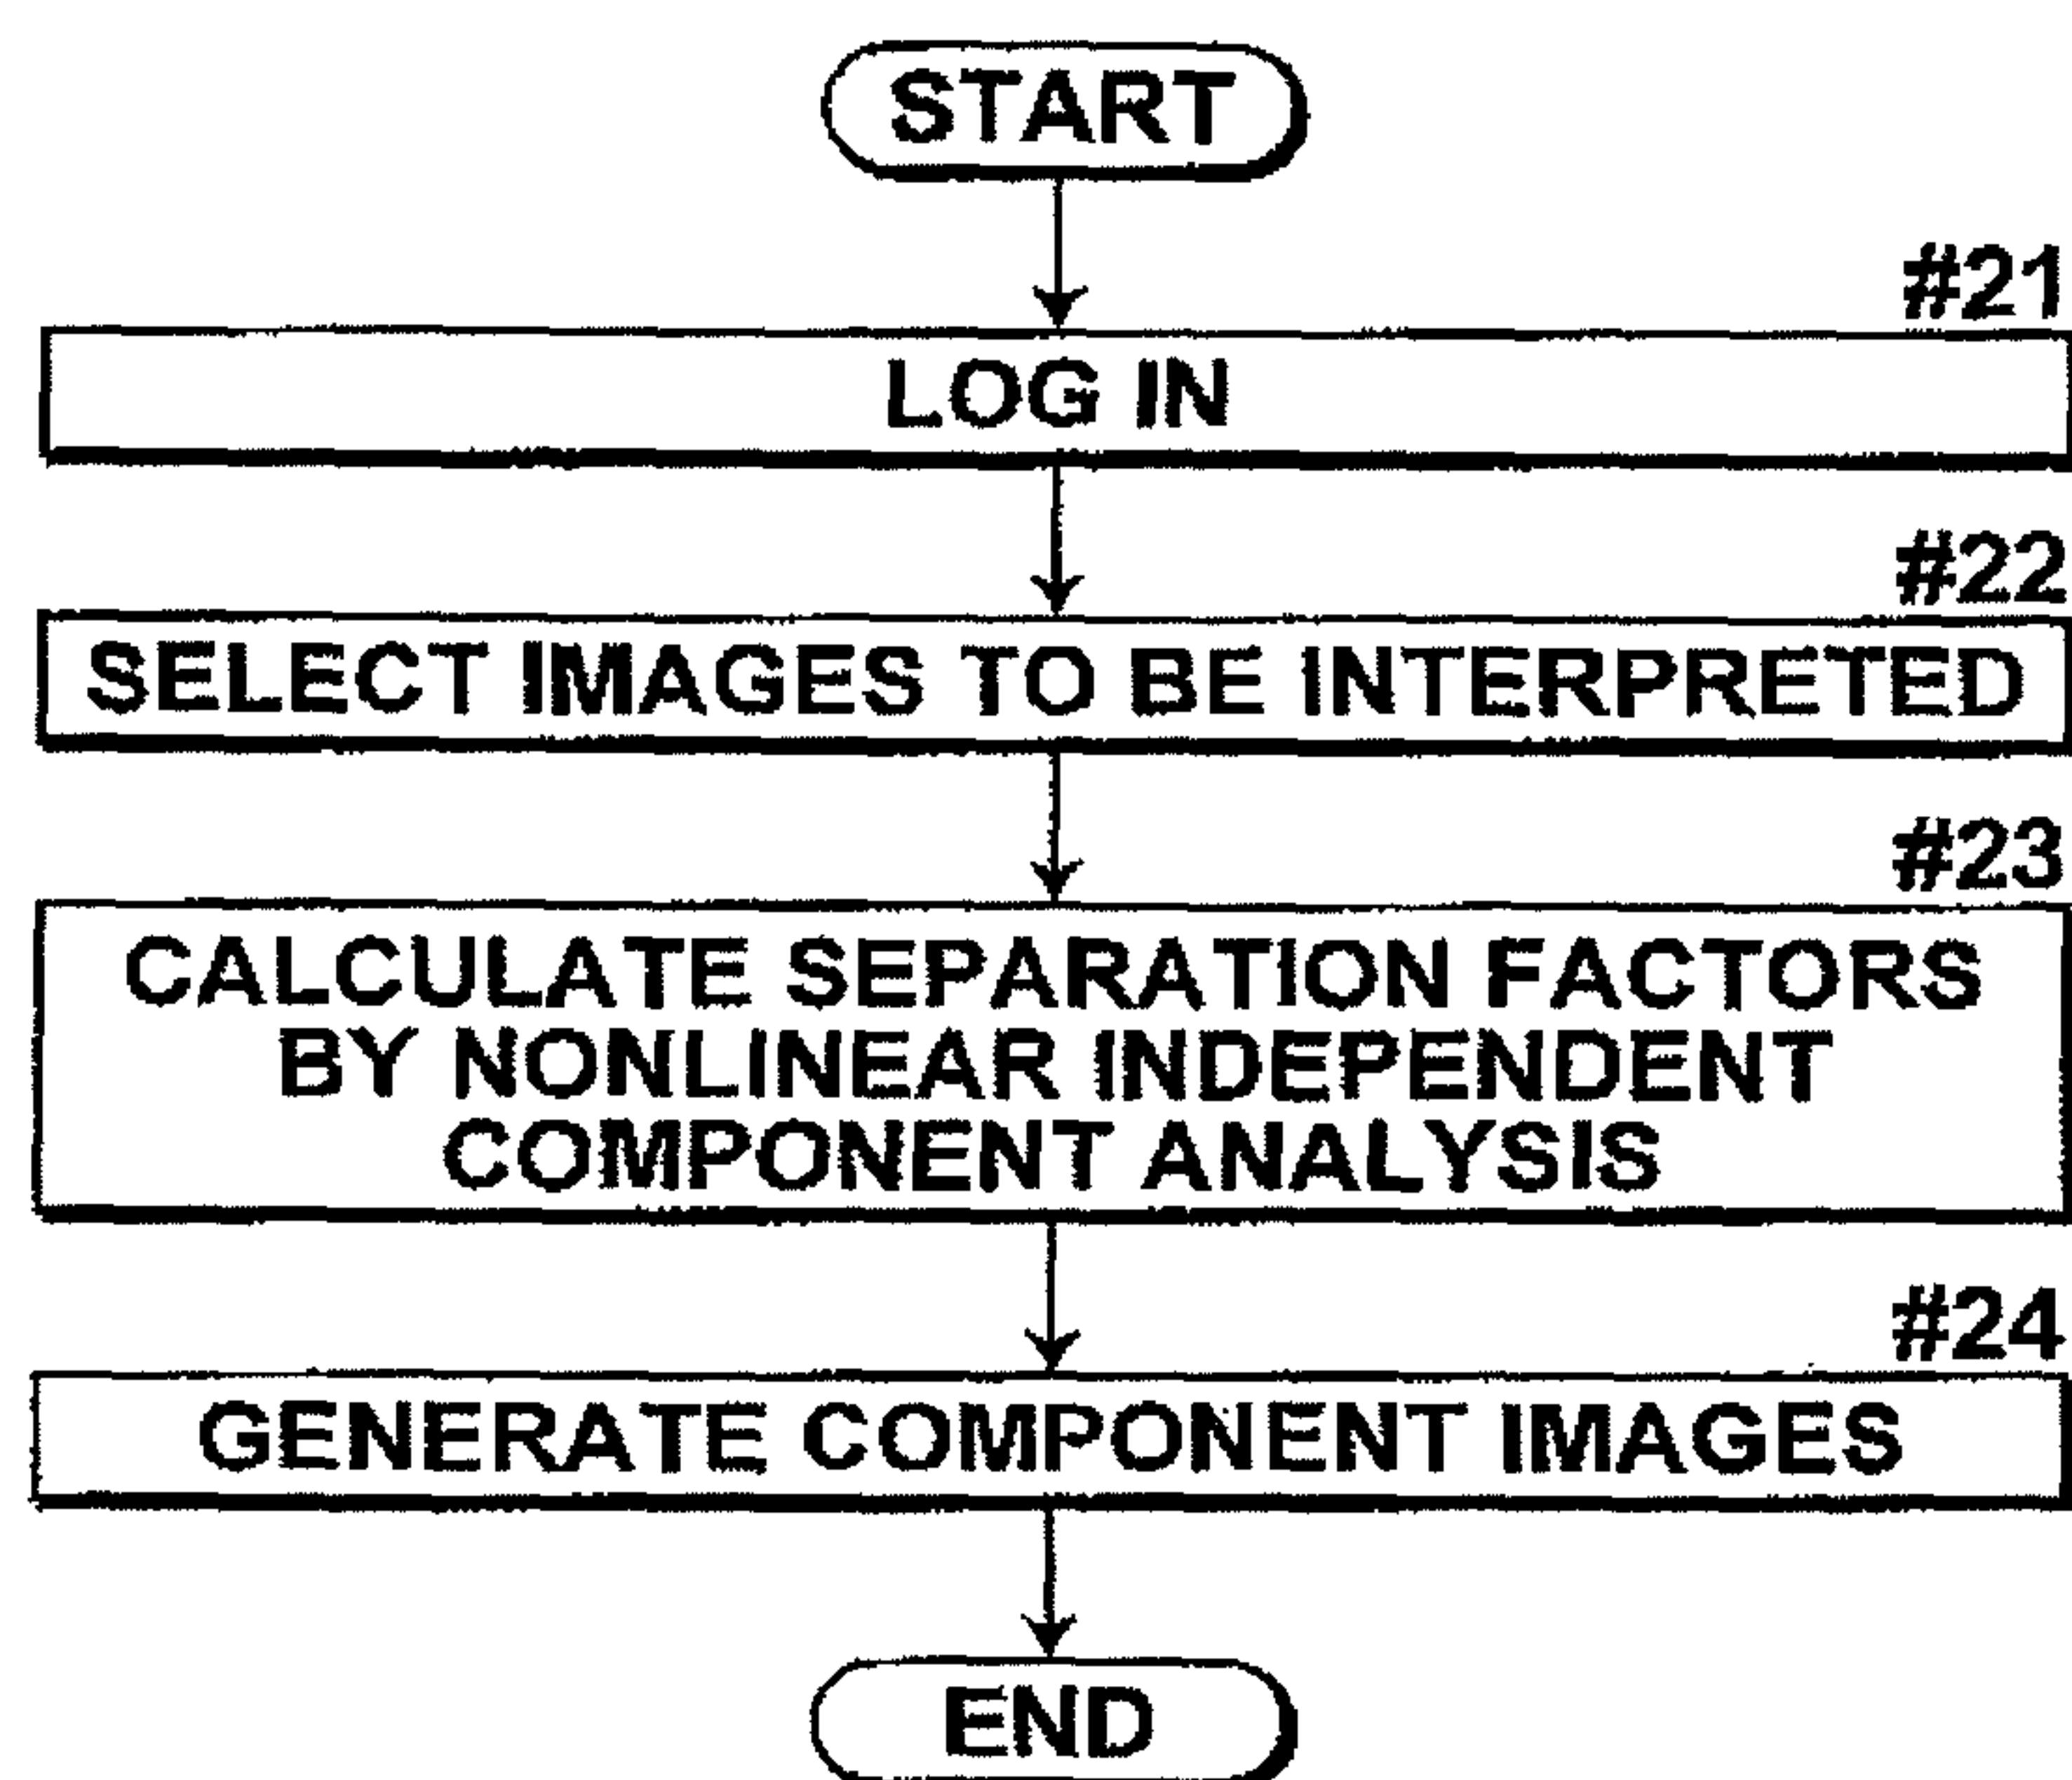 START
#21
LOG IN
#22
SELECT IMAGES TO BE INTERPRETED
#23
CALCULATE SEPARATION FACTORS
BY NONLINEAR INDEPENDENT
COMPONENT ANALYSIS
#24
GENERATE COMPONENT IMAGES
END